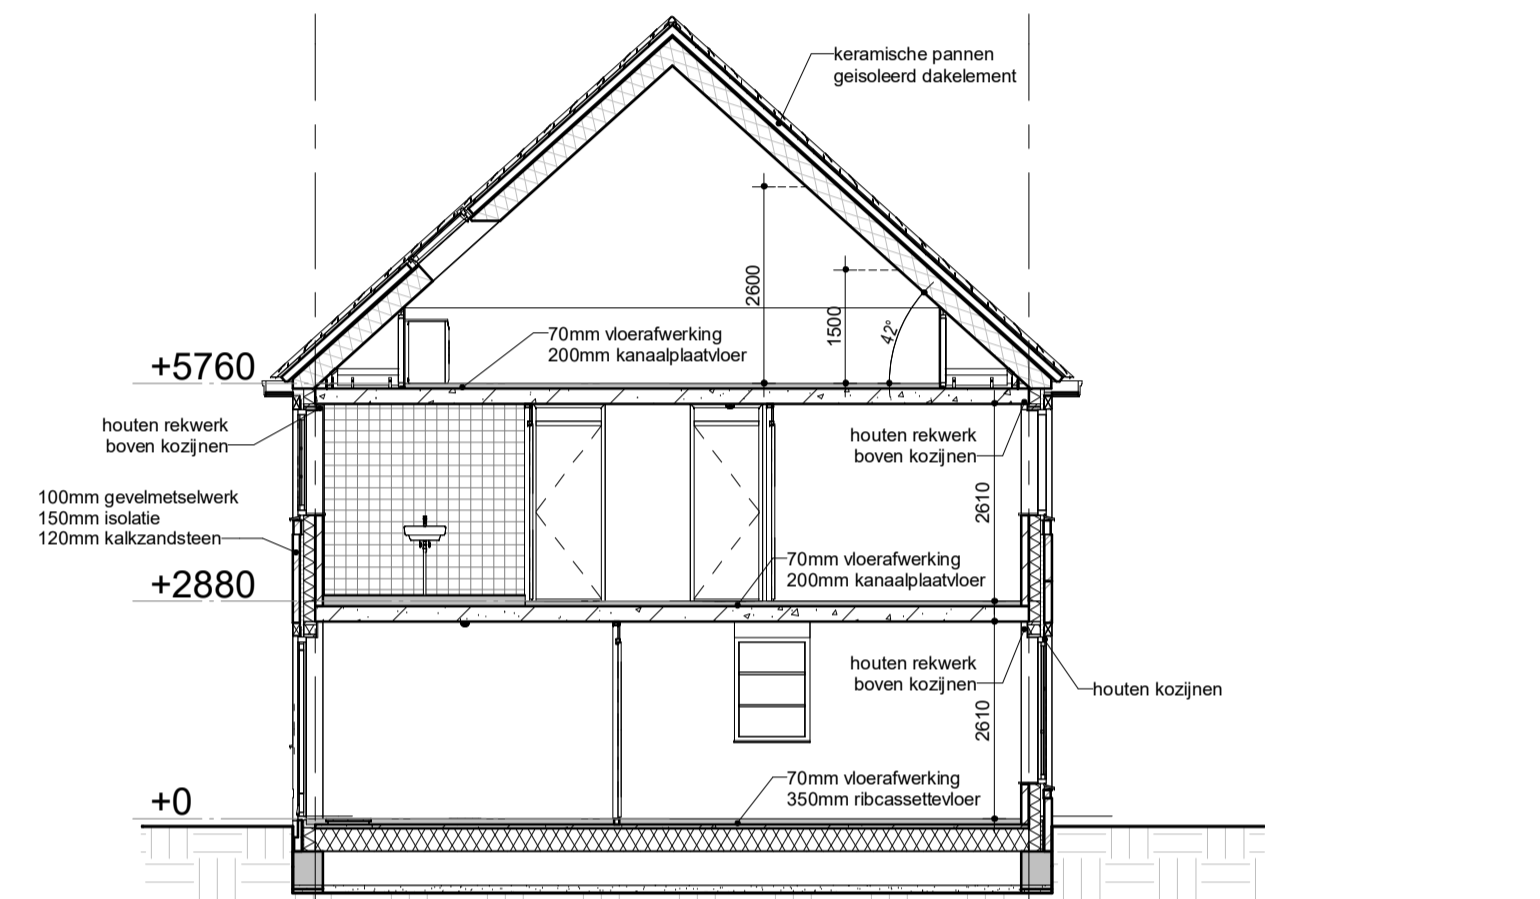 keramische pannen
geisoleerd dakelement
2600
1500
42°
70mm vloerafwerking
200mm kanaalplaatvloer
+5760
houten rekwerk
boven kozijnen
houten rekwerk
boven kozijnen
100mm gevelmetselwerk
150mm isolatie
120mm kalkzandsteen
2610
70mm vloerafwerking
200mm kanaalplaatvloer
+2880
houten rekwerk
boven kozijnen
houten kozijnen
2610
70mm vloerafwerking
350mm ribcassettevloer
+0